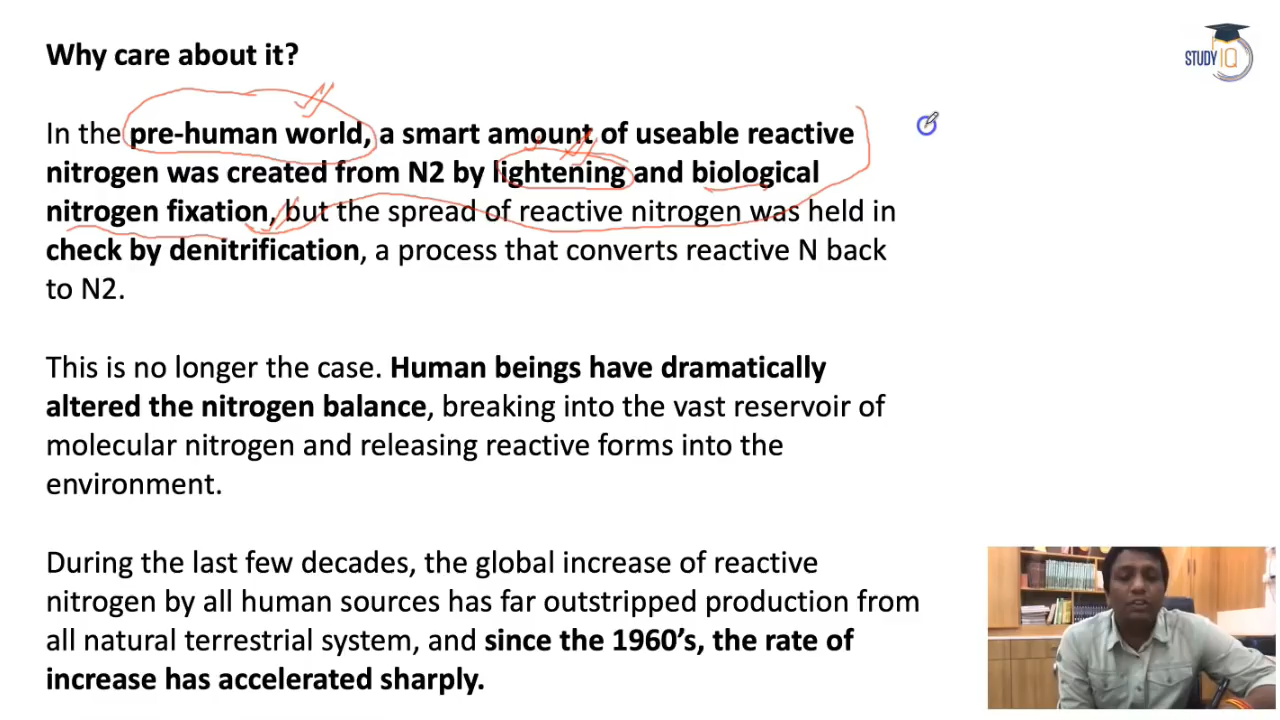 Why care about it?
STUDY IQ
In the pre-human world, a smart amount of useable reactive
nitrogen was created from N2 by lightening and biological
nitrogen fixation, but the spread of reactive nitrogen was held in
check by denitrification, a process that converts reactive N back
to N2.
This is no longer the case. Human beings have dramatically
altered the nitrogen balance, breaking into the vast reservoir of
molecular nitrogen and releasing reactive forms into the
environment.
During the last few decades, the global increase of reactive
nitrogen by all human sources has far outstripped production from
all natural terrestrial system, and since the 1960’s, the rate of
increase has accelerated sharply.